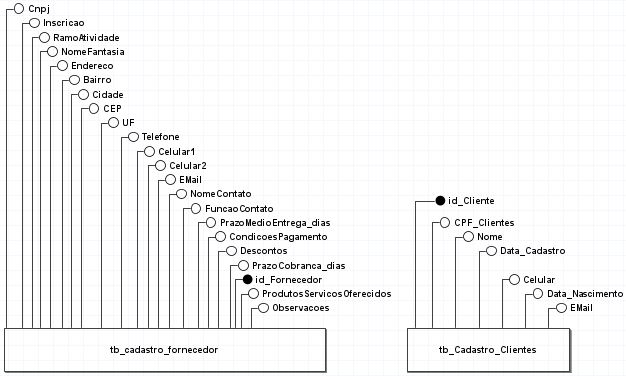 Cnpj
Inscricao
RamoAtividade
NomeFantasia
Endereco
Bairro
Cidade
CEP
UF
Telefone
Celular1
Celular2
EMail
NomeContato
FuncaoContato
PrazoMedioEntrega_dias
CondicoesPagamento
Descontos
PrazoCobranca_dias
id_Fornecedor
ProdutosServicosOferecidos
Observacoes
tb_cadastro_fornecedor
id_Cliente
CPF_Clientes
Nome
Data_Cadastro
Celular
Data_Nascimento
EMail
tb_Cadastro_Clientes